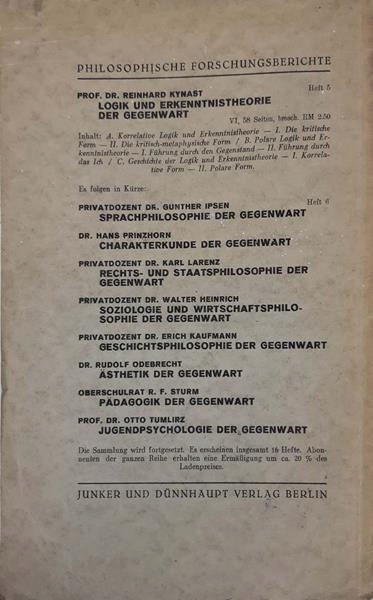 PHILOSOPHISCHE FORSCHUNGSBERICHTE
PROF. DR. REINHARD KYNAST Heft 5
LOGIK UND ERKENNTNISTHEORIE
DER GEGENWART
VI, 58 Seiten, brosch. RM 2.50
Inhalt: A. Korrelative Logik und Erkenntnistheorie — I. Die kritische
Form — II. Die kritisch-metaphysische Form / B. Polare Logik und Er-
kenntnistheorie — I. Führung durch den Gegenstand — II. Führung durch
das Ich / C. Geschichte der Logik und Erkenntnistheorie — I. Korrela-
tive Form — II. Polare Form.
Es folgen in Kürze:
PRIVATDOZENT DR. GUNTHER IPSEN Heft 6
SPRACHPHILOSOPHIE DER GEGENWART
DR. HANS PRINZHORN
CHARAKTERKUNDE DER GEGENWART
PRIVATDOZENT DR. KARL LARENZ
RECHTS- UND STAATSPHILOSOPHIE DER
GEGENWART
PRIVATDOZENT DR. WALTER HEINRICH
SOZIOLOGIE UND WIRTSCHAFTSPHILO-
SOPHIE DER GEGENWART
PRIVATDOZENT DR. ERICH KAUFMANN
GESCHICHTSPHILOSOPHIE DER GEGENWART
DR. RUDOLF ODEBRECHT
ÄSTHETIK DER GEGENWART
OBERSCHULRAT R. F. STURM
PÄDAGOGIK DER GEGENWART
PROF. DR. OTTO TUMLIRZ
JUGENDPSYCHOLOGIE DER GEGENWART
Die Sammlung wird fortgesetzt. Es erscheinen insgesamt 16 Hefte. Abon-
nenten der ganzen Reihe erhalten eine Ermäßigung um ca. 20 % des
Ladenpreises.
JUNKER UND DÜNNHAUPT VERLAG BERLIN